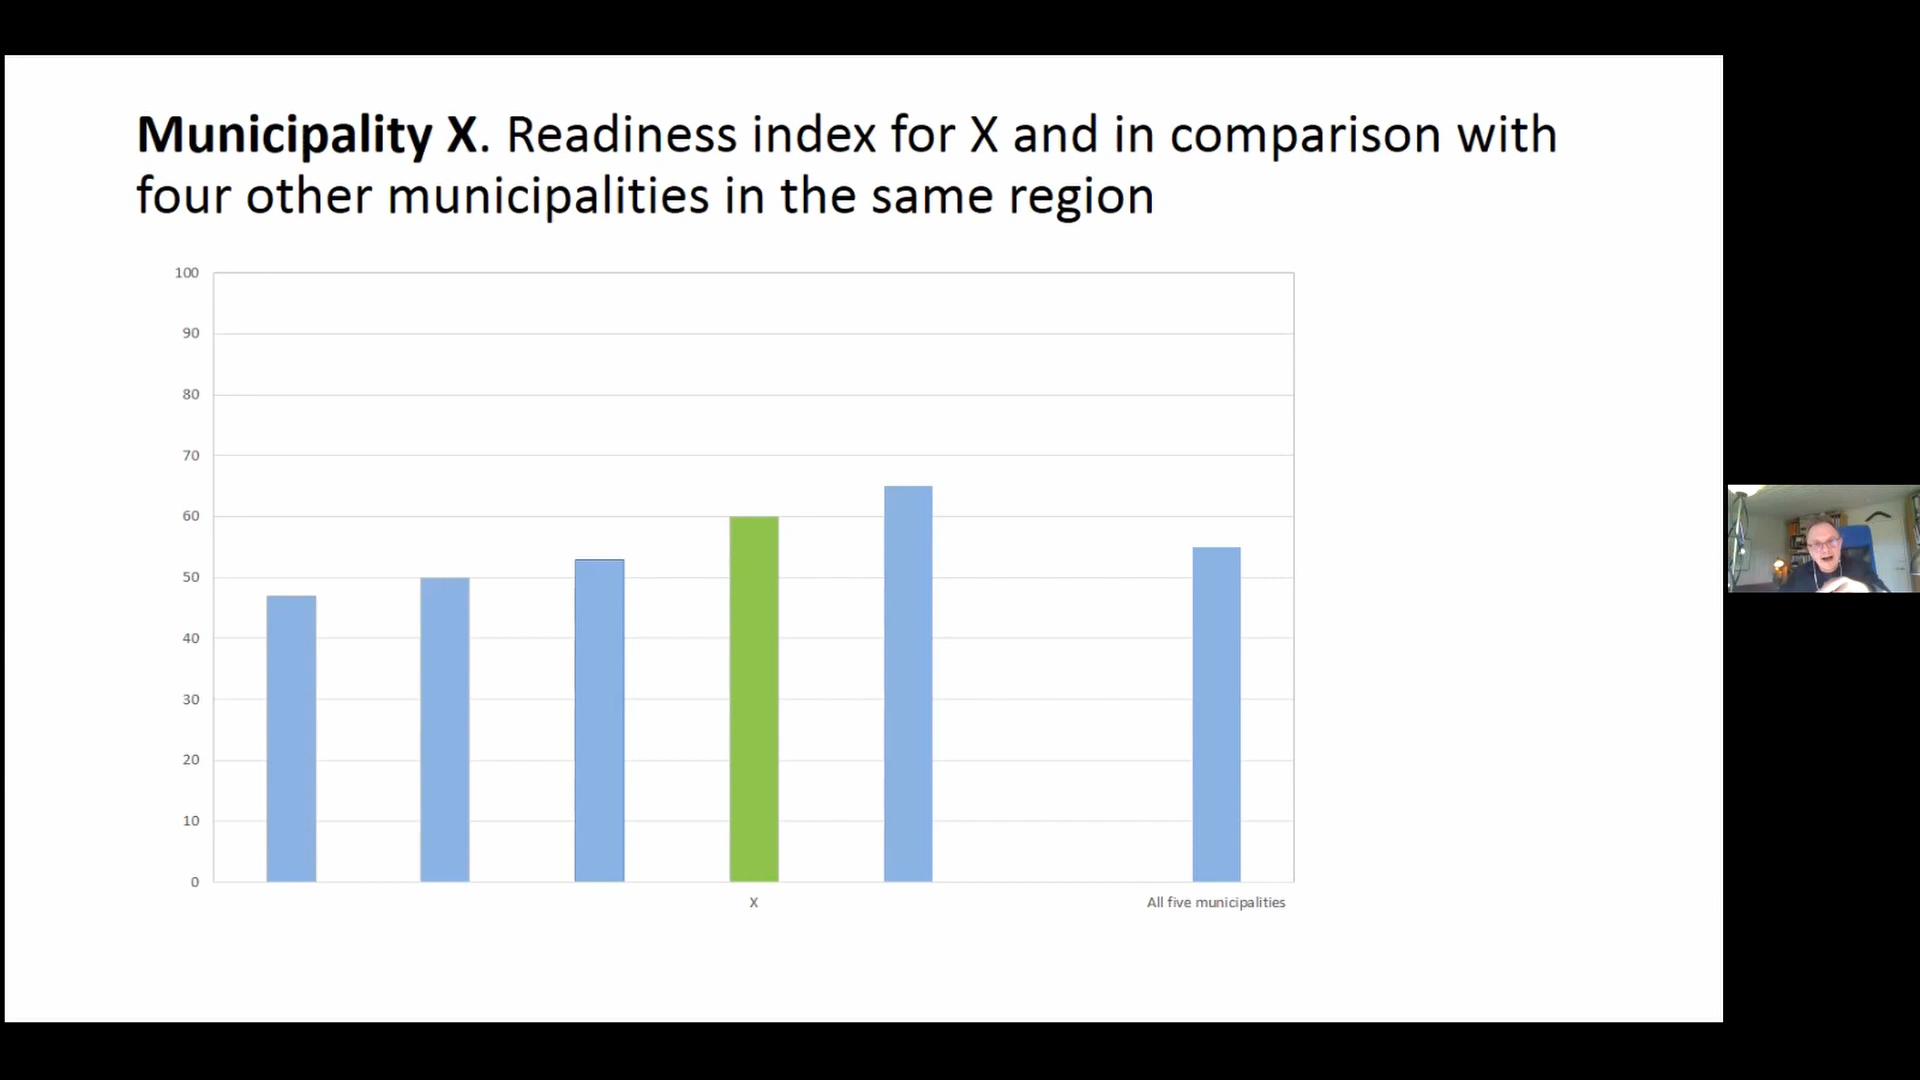 Municipality X. Readiness index for X and in comparison with
four other municipalities in the same region
100
90
80
70
60
50
40
30
20
10
0
X
All five municipalities